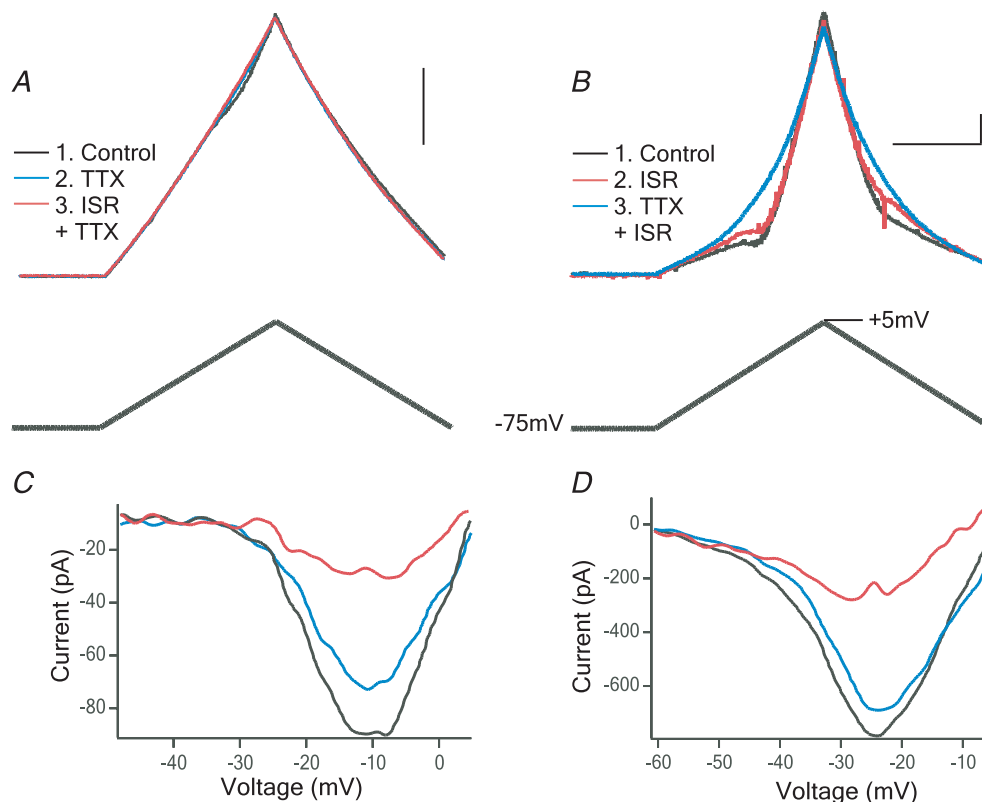 A
1. Control
2. TTX
3. ISR
+ TTX
B
1. Control
2. ISR
3. TTX
+ ISR
+5mV
-75mV
C
Current (pA)
-20
-40
-60
-80
-40
-30
-20
-10
0
Voltage (mV)
D
Current (pA)
0
-200
-400
-600
-60
-50
-40
-30
-20
-10
Voltage (mV)